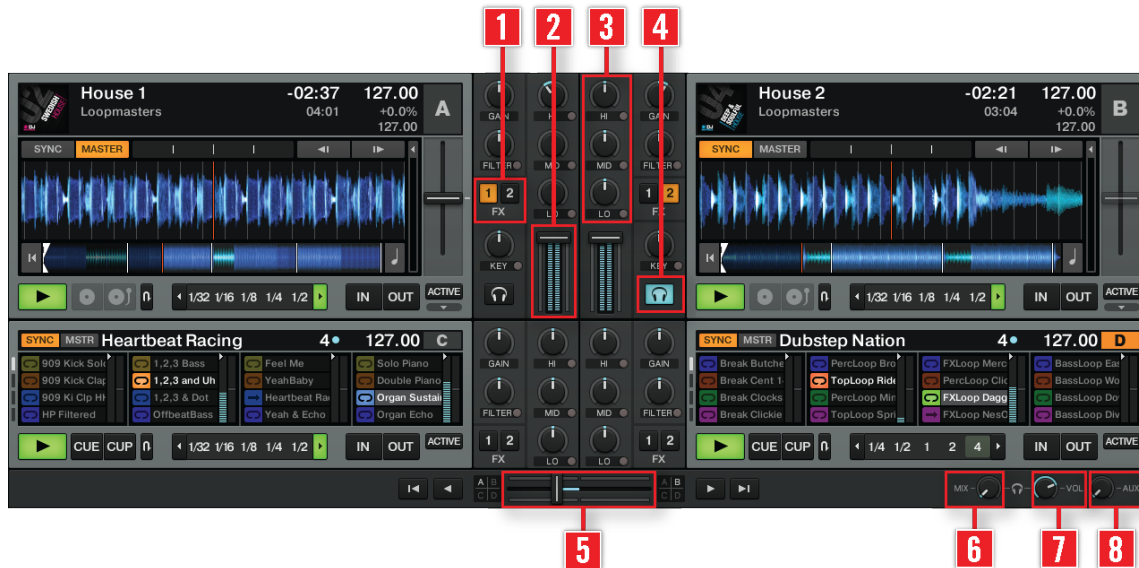 1 2 3 4
House 1 -02:37 127.00
Loopmasters 04:01 +0.0%
127.00
A
SYNC MASTER
1/32 1/16 1/8 1/4 1/2
IN OUT
ACTIVE
GAIN HI HI GAIN
FILTER MID MID FILTER
1 2 LO LO 1 2
FX FX
KEY KEY
House 2 -02:21 127.00
Loopmasters 03:04 +0.0%
127.00
B
SYNC MASTER
1/32 1/16 1/8 1/4 1/2
IN OUT
ACTIVE
SYNC MSTR Heartbeat Racing 4 127.00 C
909 Kick Solo 1,2,3 Bass Feel Me Solo Piano
909 Kick Clap 1,2,3 and Uh YeahBaby Double Piano
909 Ki Clp HH 1,2,3 & Dot Heartbeat Ra Organ Sustai
HP Filtered OffbeatBass Yeah & Echo Organ Echo
CUE CUP
1/32 1/16 1/8 1/4 1/2
IN OUT
ACTIVE
GAIN HI HI GAIN
FILTER MID MID FILTER
1 2 LO LO 1 2
FX FX
SYNC MSTR Dubstep Nation 4 127.00 D
Break Butche PercLoop Bro FXLoop Merc BassLoop Eas
Break Cent 1- TopLoop Ride PercLoop Clic BassLoop Wo
Break Clocks PercLoop Min FXLoop Dagg BassLoop Do
Break Clickie TopLoop Spri FXLoop NesC BassLoop Div
CUE CUP
1/4 1/2 1 2 4
IN OUT
ACTIVE
A B A B
C D C D
MIX VOL AUX
5 6 7 8